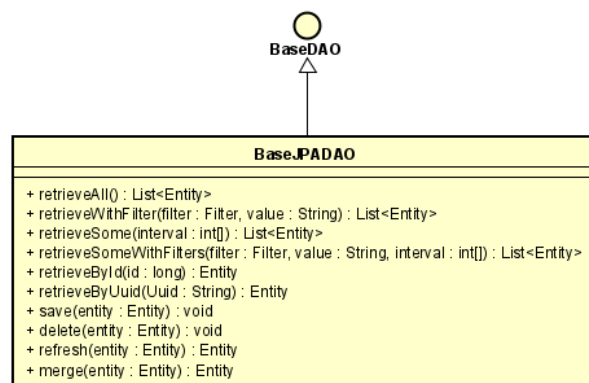 BaseDAO
BaseJPADAO
+ retrieveAll() : List<Entity>
+ retrieveWithFilter(filter : Filter, value : String) : List<Entity>
+ retrieveSome(interval : int[]) : List<Entity>
+ retrieveSomeWithFilters(filter : Filter, value : String, interval : int[]) : List<Entity>
+ retrieveById(id : long) : Entity
+ retrieveByUuid(Uuid : String) : Entity
+ save(entity : Entity) : void
+ delete(entity : Entity) : void
+ refresh(entity : Entity) : Entity
+ merge(entity : Entity) : Entity